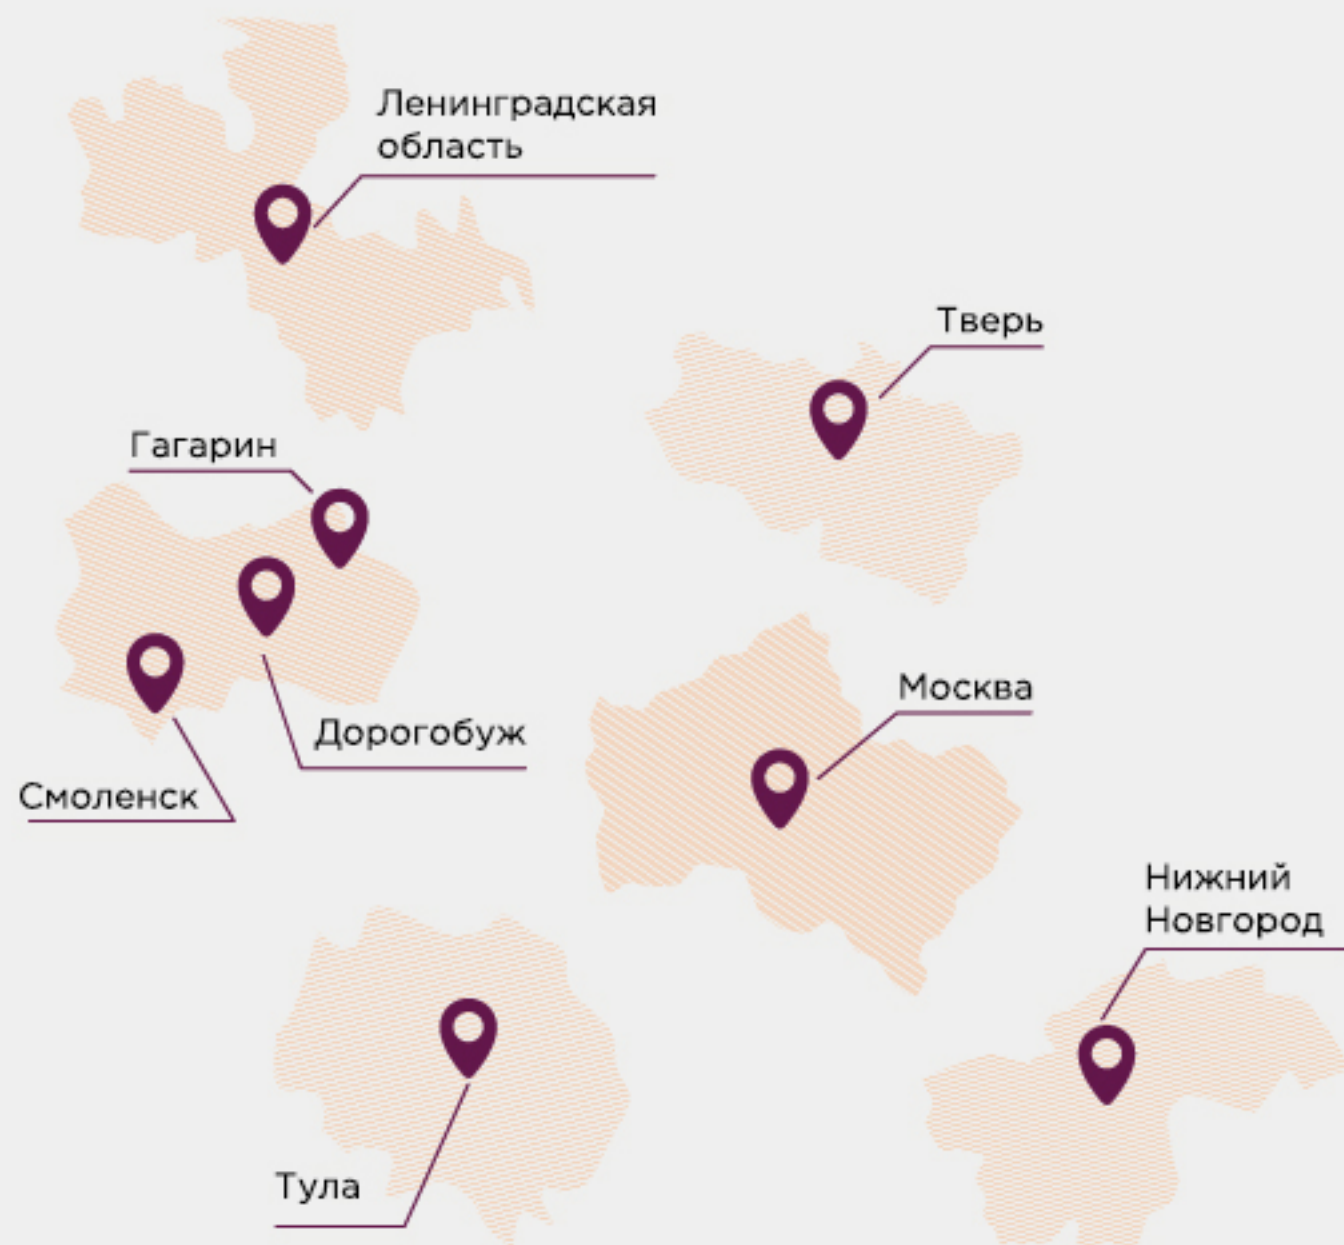 Ленинградская
область
Тверь
Гагарин
Москва
Дорогобуж
Смоленск
Нижний
Новгород
Тула